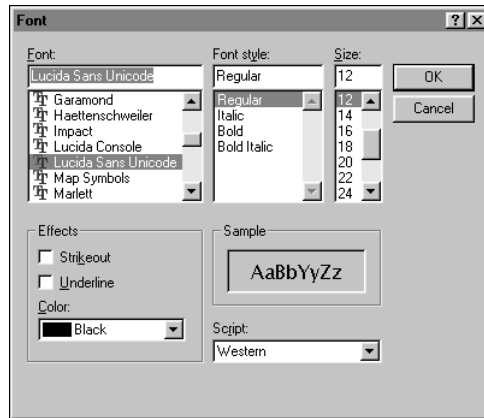 Font
Font: Font style: Size:
Lucida Sans Unicode Regular 12 OK
Garamond Regular 12 Cancel
Haettenschweiler Italic 14
Impact Bold 16
Lucida Console Bold Italic 18
Lucida Sans Unicode 20
Map Symbols 22
Marlett 24
Effects Sample
Strikeout
Underline AaBbYyZz
Color:
Black Script:
Western